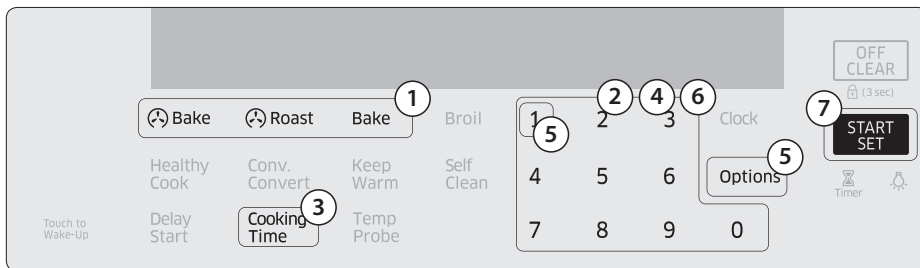 OFF
CLEAR
(3 sec)
1
2 4 6
7
Bake Roast Bake Broil
1 2 3 Clock
START
SET
5
5
Healthy
Cook
Conv.
Convert
Keep
Warm
Self
Clean
4 5 6 Options
Timer
3
Touch to
Wake-Up
Delay
Start
Cooking
Time
Temp
Probe
7 8 9 0